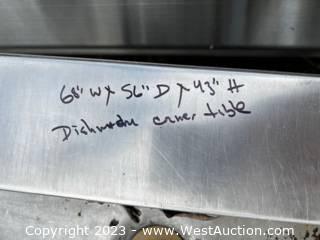 68" W x 56" D x 43" H
Dishwasher corner table
Copyright 2023 - www.WestAuction.com